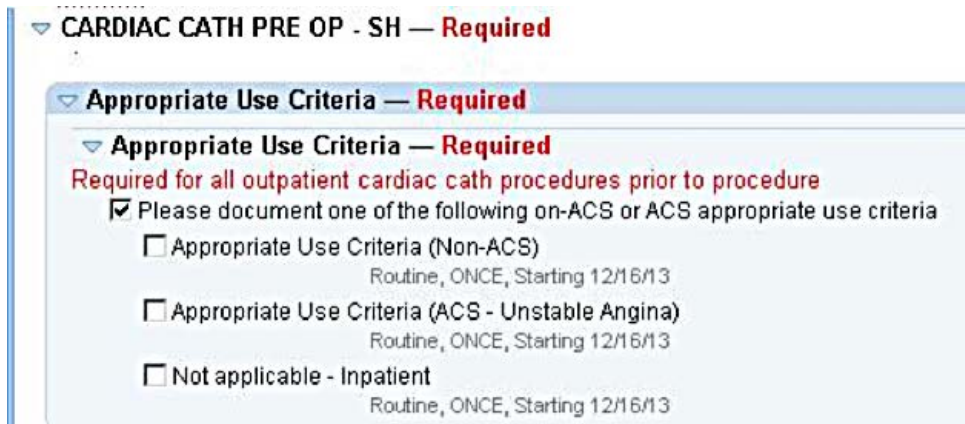 CARDIAC CATH PRE OP - SH — Required
Appropriate Use Criteria — Required
Appropriate Use Criteria — Required
Required for all outpatient cardiac cath procedures prior to procedure
Please document one of the following on-ACS or ACS appropriate use criteria
Appropriate Use Criteria (Non-ACS)
Routine, ONCE, Starting 12/16/13
Appropriate Use Criteria (ACS - Unstable Angina)
Routine, ONCE, Starting 12/16/13
Not applicable - Inpatient
Routine, ONCE, Starting 12/16/13